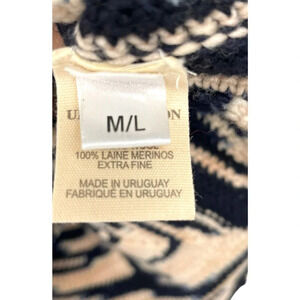 M/L
100% LAINE MERINOS
EXTRA FINE
MADE IN URUGUAY
FABRIQUÉ EN URUGUAY